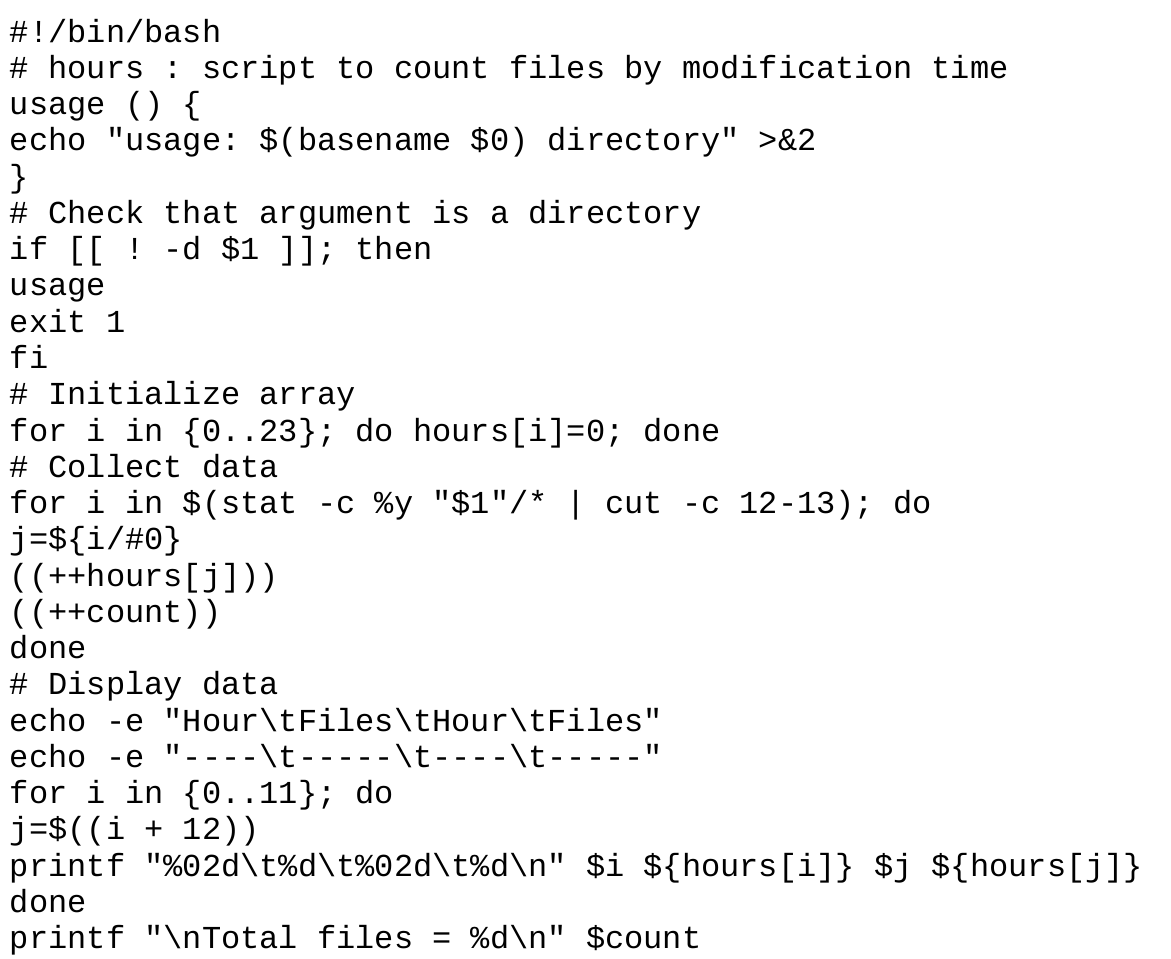 #!/bin/bash
# hours : script to count files by modification time
usage () {
echo "usage: $(basename $0) directory" >&2
}
# Check that argument is a directory
if [[ ! -d $1 ]]; then
usage
exit 1
fi
# Initialize array
for i in {0..23}; do hours[i]=0; done
# Collect data
for i in $(stat -c %y "$1"/* | cut -c 12-13); do
j=${i/#0}
((++hours[j]))
((++count))
done
# Display data
echo -e "Hour\tFiles\tHour\tFiles"
echo -e "----\t-----\t----\t-----"
for i in {0..11}; do
j=$((i + 12))
printf "%02d\t%d\t%02d\t%d\n" $i ${hours[i]} $j ${hours[j]}
done
printf "\nTotal files = %d\n" $count